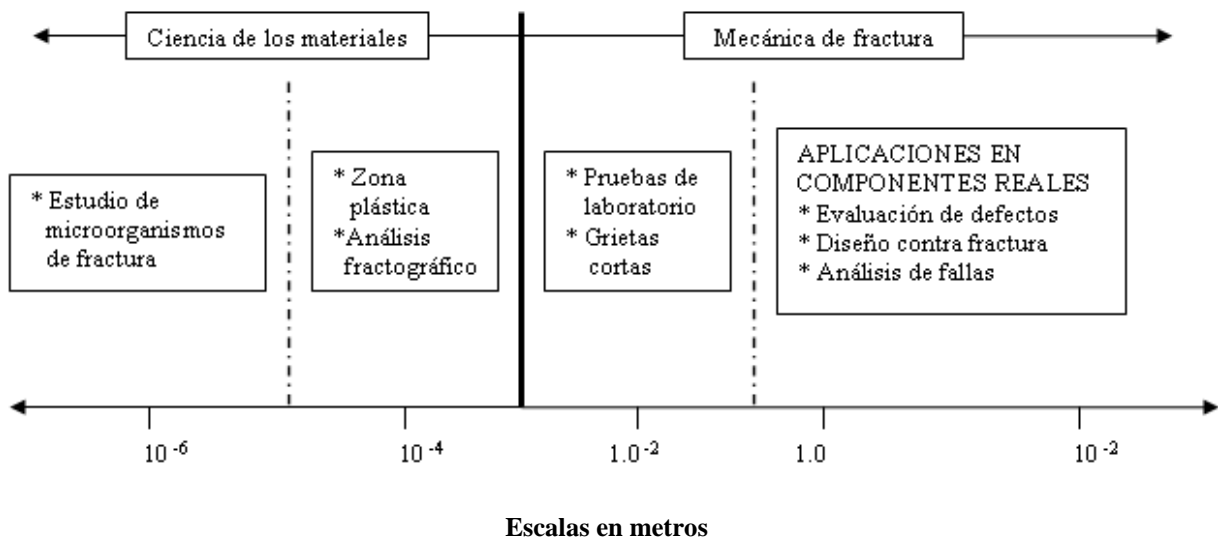 Ciencia de los materiales
Mecánica de fractura
* Estudio de
microorganismos
de fractura
* Zona
plástica
*Análisis
fractográfico
* Pruebas de
laboratorio
* Grietas
cortas
APLICACIONES EN
COMPONENTES REALES
* Evaluación de defectos
* Diseño contra fractura
* Análisis de fallas
10⁻⁶ 10⁻⁴ 1.0⁻² 1.0 10⁻²
Escalas en metros